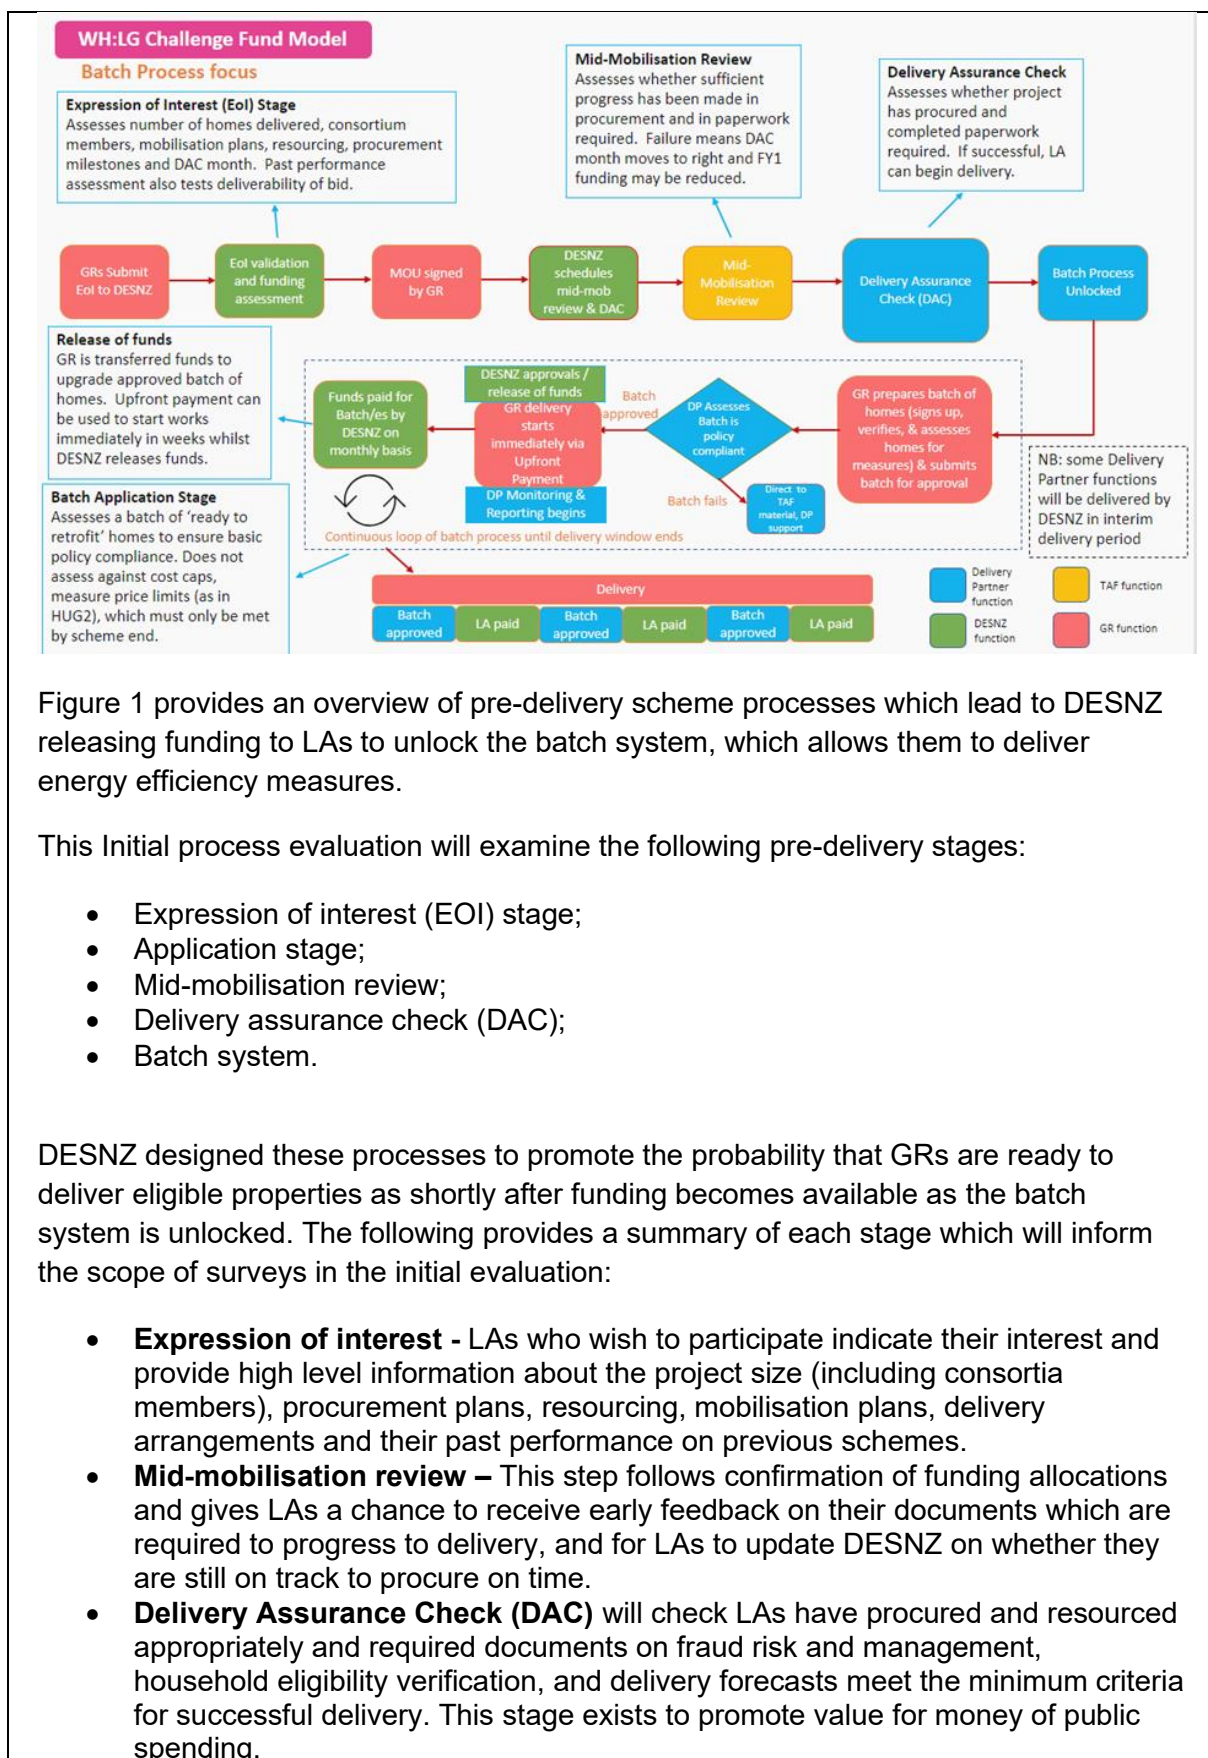 WH:LG Challenge Fund Model
Batch Process focus
Expression of Interest (EoI) Stage
Assesses number of homes delivered, consortium
members, mobilisation plans, resourcing, procurement
milestones and DAC month. Past performance
assessment also tests deliverability of bid.
Mid-Mobilisation Review
Assesses whether sufficient
progress has been made in
procurement and in paperwork
required. Failure means DAC
month moves to right and FY1
funding may be reduced.
Delivery Assurance Check
Assesses whether project
has procured and
completed paperwork
required. If successful, LA
can begin delivery.
GRs Submit
EoI to DESNZ
EoI validation
and funding
assessment
MOU signed
by GR
DESNZ
schedules
mid-mob
review & DAC
Mid-
Mobilisation
Review
Delivery Assurance
Check (DAC)
Batch Process
Unlocked
Release of funds
GR is transferred funds to
upgrade approved batch of
homes. Upfront payment can
be used to start works
immediately in weeks whilst
DESNZ releases funds.
Funds paid for
Batch/es by
DESNZ on
monthly basis
DESNZ approvals /
release of funds
GR delivery
starts
immediately via
Upfront
Payment
DP Monitoring &
Reporting begins
Batch
approved
DP Assesses
Batch is
policy
compliant
Batch fails
Direct to
TAF
material, DP
support
GR prepares batch of
homes (signs up,
verifies, & assesses
homes for
measures) & submits
batch for approval
NB: some Delivery
Partner functions
will be delivered by
DESNZ in interim
delivery period
Continuous loop of batch process until delivery window ends
Batch Application Stage
Assesses a batch of ‘ready to
retrofit’ homes to ensure basic
policy compliance. Does not
assess against cost caps,
measure price limits (as in
HUG2), which must only be met
by scheme end.
Delivery
Batch
approved
LA paid
Batch
approved
LA paid
Batch
approved
LA paid
Delivery
Partner
function
TAF function
DESNZ
function
GR function
Figure 1 provides an overview of pre-delivery scheme processes which lead to DESNZ
releasing funding to LAs to unlock the batch system, which allows them to deliver
energy efficiency measures.
This Initial process evaluation will examine the following pre-delivery stages:
• Expression of interest (EOI) stage;
• Application stage;
• Mid-mobilisation review;
• Delivery assurance check (DAC);
• Batch system.
DESNZ designed these processes to promote the probability that GRs are ready to
deliver eligible properties as shortly after funding becomes available as the batch
system is unlocked. The following provides a summary of each stage which will inform
the scope of surveys in the initial evaluation:
• Expression of interest - LAs who wish to participate indicate their interest and
provide high level information about the project size (including consortia
members), procurement plans, resourcing, mobilisation plans, delivery
arrangements and their past performance on previous schemes.
• Mid-mobilisation review – This step follows confirmation of funding allocations
and gives LAs a chance to receive early feedback on their documents which are
required to progress to delivery, and for LAs to update DESNZ on whether they
are still on track to procure on time.
• Delivery Assurance Check (DAC) will check LAs have procured and resourced
appropriately and required documents on fraud risk and management,
household eligibility verification, and delivery forecasts meet the minimum criteria
for successful delivery. This stage exists to promote value for money of public
spending.